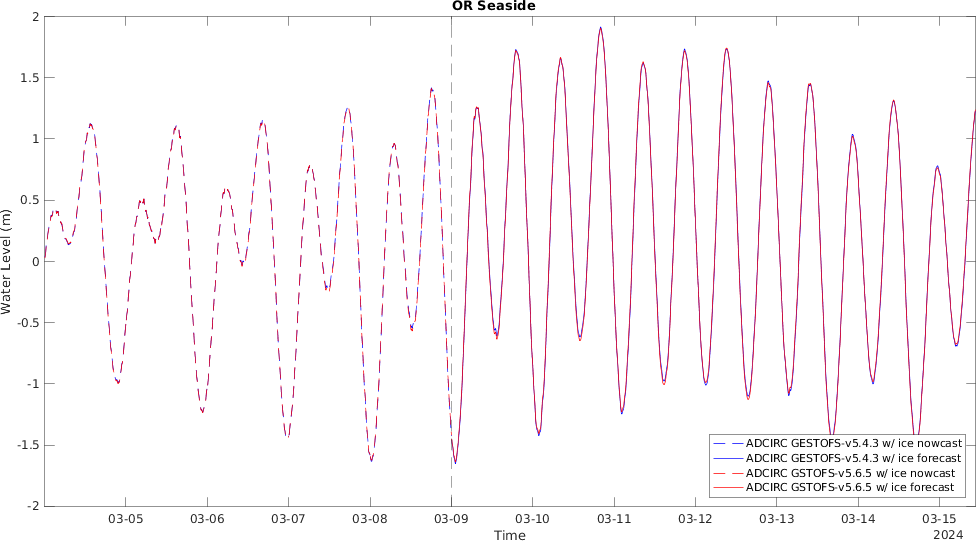 OR Seaside
2
1.5
1
0.5
0
-0.5
-1
-1.5
-2
Water Level (m)
ADCIRC GESTOFS-v5.4.3 w/ ice nowcast
ADCIRC GESTOFS-v5.4.3 w/ ice forecast
ADCIRC GSTOFS-v5.6.5 w/ ice nowcast
ADCIRC GSTOFS-v5.6.5 w/ ice forecast
03-05 03-06 03-07 03-08 03-09 03-10 03-11 03-12 03-13 03-14 03-15
Time
2024